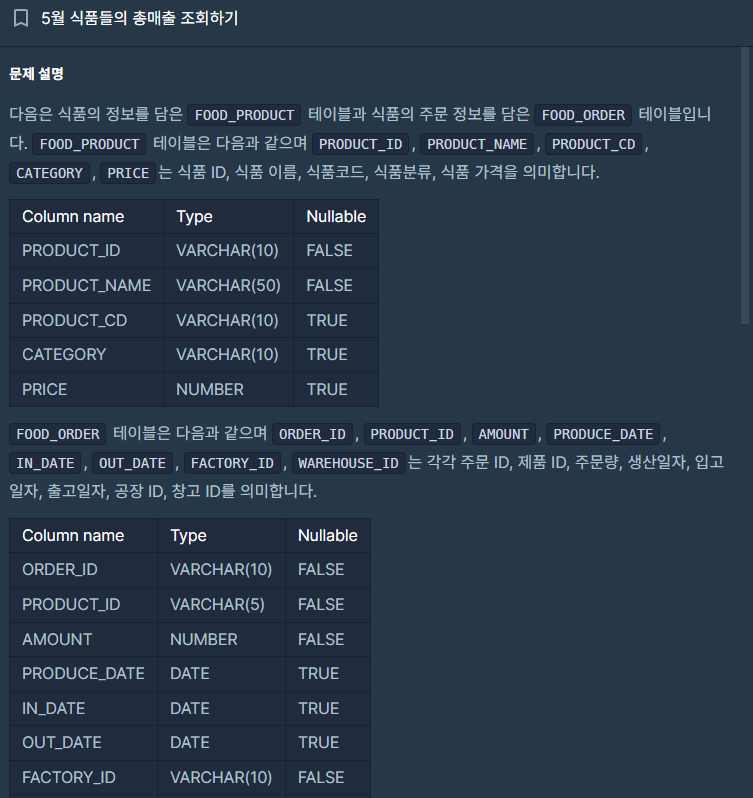 5월 식품들의 총매출 조회하기
문제 설명
다음은 식품의 정보를 담은 FOOD_PRODUCT 테이블과 식품의 주문 정보를 담은 FOOD_ORDER 테이블입니
다. FOOD_PRODUCT 테이블은 다음과 같으며 PRODUCT_ID , PRODUCT_NAME , PRODUCT_CD ,
CATEGORY , PRICE 는 식품 ID, 식품 이름, 식품코드, 식품분류, 식품 가격을 의미합니다.
Column name Type Nullable
PRODUCT_ID VARCHAR(10) FALSE
PRODUCT_NAME VARCHAR(50) FALSE
PRODUCT_CD VARCHAR(10) TRUE
CATEGORY VARCHAR(10) TRUE
PRICE NUMBER TRUE
FOOD_ORDER 테이블은 다음과 같으며 ORDER_ID , PRODUCT_ID , AMOUNT , PRODUCE_DATE ,
IN_DATE , OUT_DATE , FACTORY_ID , WAREHOUSE_ID 는 각각 주문 ID, 제품 ID, 주문량, 생산일자, 입고
일자, 출고일자, 공장 ID, 창고 ID를 의미합니다.
Column name Type Nullable
ORDER_ID VARCHAR(10) FALSE
PRODUCT_ID VARCHAR(5) FALSE
AMOUNT NUMBER FALSE
PRODUCE_DATE DATE TRUE
IN_DATE DATE TRUE
OUT_DATE DATE TRUE
FACTORY_ID VARCHAR(10) FALSE